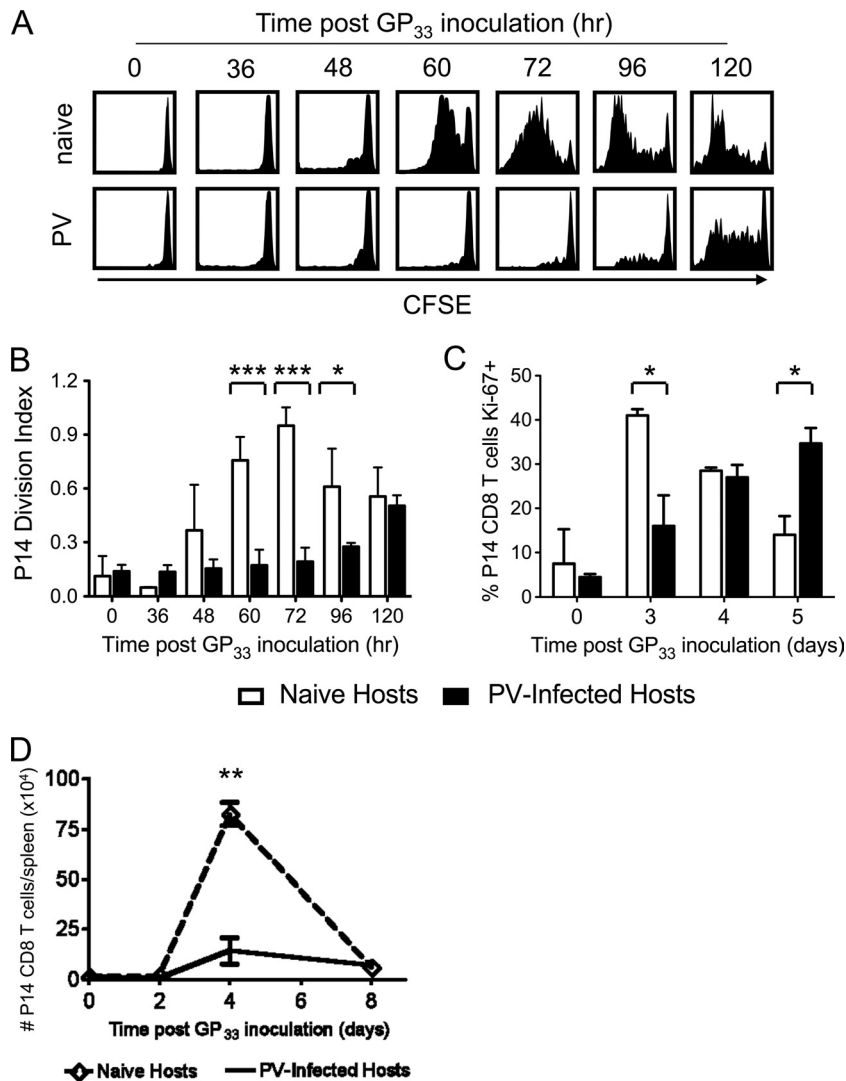 A
Time post GP33 inoculation (hr)
0 36 48 60 72 96 120
naive
PV
CFSE
B
P14 Division Index
1.2
0.9
0.6
0.3
0.0
*** *** *
0 36 48 60 72 96 120
Time post GP33 inoculation (hr)
C
% P14 CD8 T cells Ki-67+
50
40
30
20
10
0
* *
0 3 4 5
Time post GP33 inoculation (days)
Naive Hosts PV-Infected Hosts
D
# P14 CD8 T cells/spleen (x10⁴)
100
75
50
25
0
**
0 2 4 6 8
Time post GP33 inoculation (days)
Naive Hosts PV-Infected Hosts